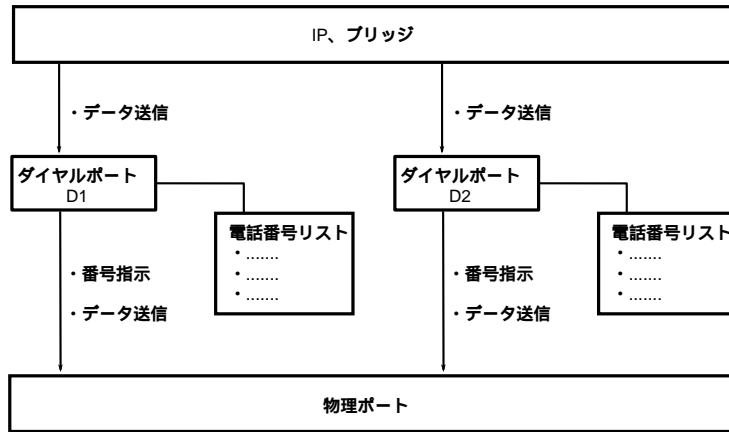 IP、ブリッジ
・データ送信
・データ送信
ダイヤルポート
D1
ダイヤルポート
D2
電話番号リスト
・.......
・.......
・.......
電話番号リスト
・.......
・.......
・.......
・番号指示
・データ送信
・番号指示
・データ送信
物理ポート